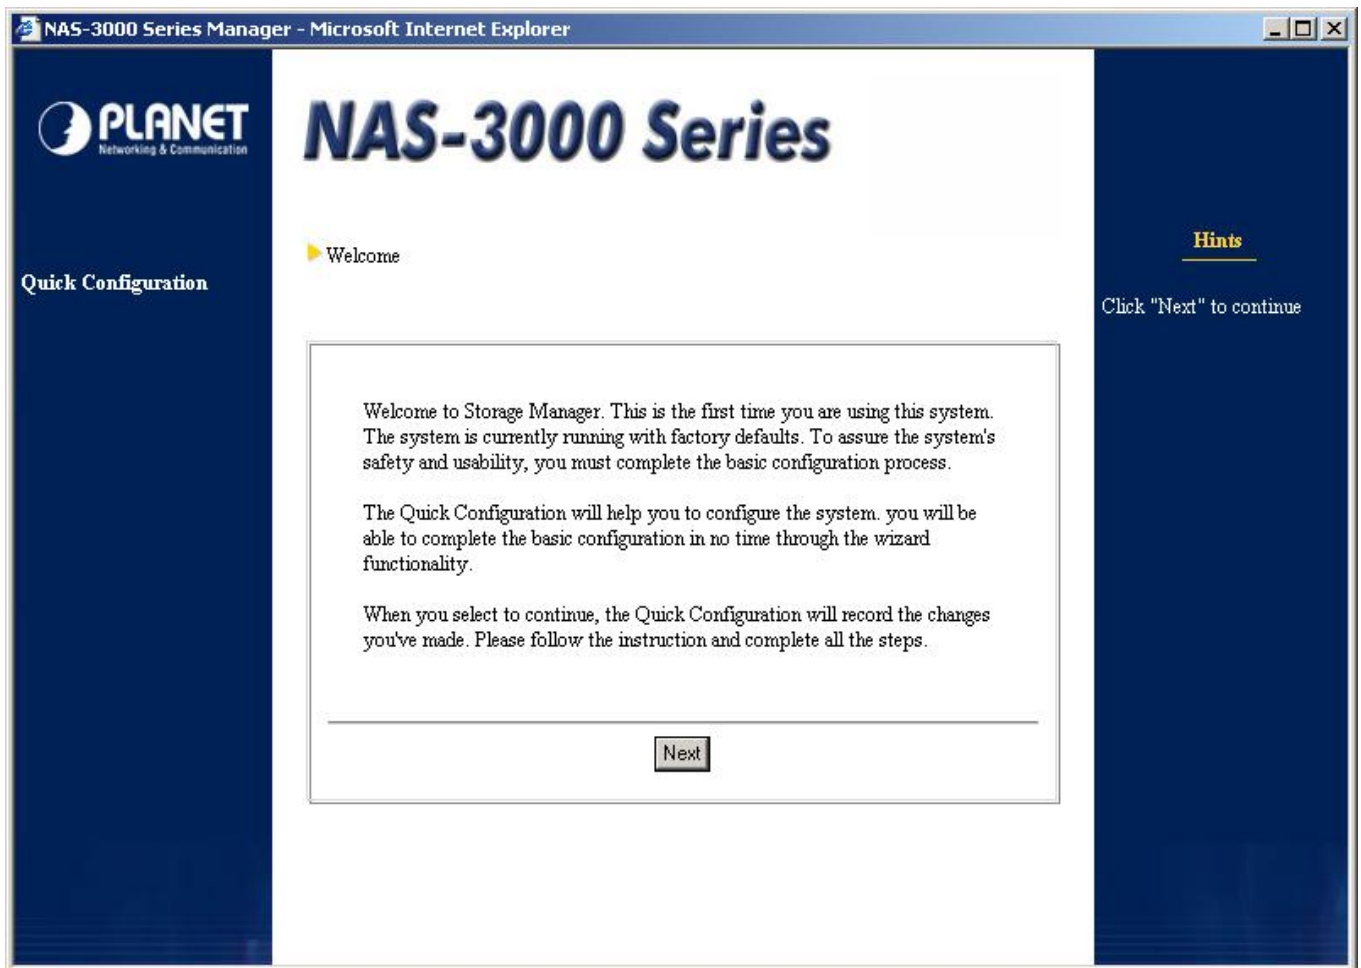 NAS-3000 Series Manager - Microsoft Internet Explorer
PLANET
Networking & Communication
NAS-3000 Series
Quick Configuration
Welcome
Welcome to Storage Manager. This is the first time you are using this system.
The system is currently running with factory defaults. To assure the system's
safety and usability, you must complete the basic configuration process.
The Quick Configuration will help you to configure the system. you will be
able to complete the basic configuration in no time through the wizard
functionality.
When you select to continue, the Quick Configuration will record the changes
you've made. Please follow the instruction and complete all the steps.
Next
Hints
Click "Next" to continue